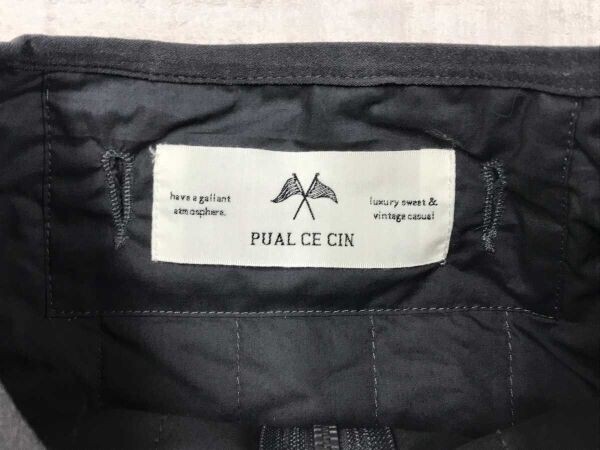 have a gallant
atmosphere.
luxury sweet &
vintage casual
PUAL CE CIN